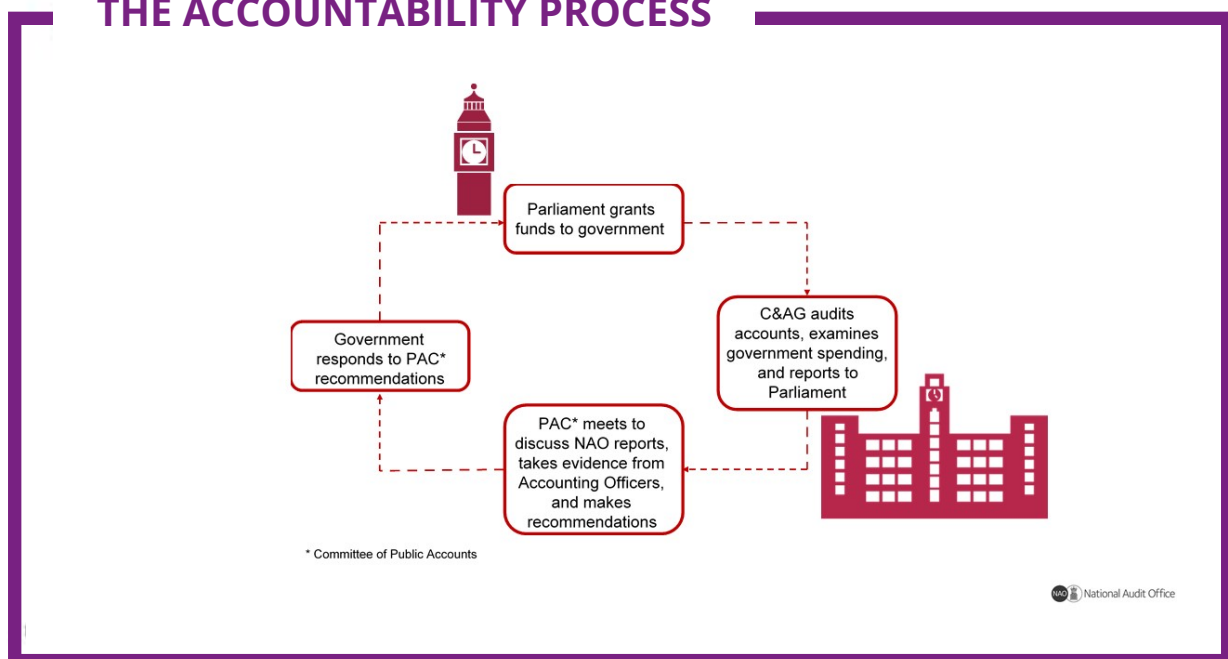 THE ACCOUNTABILITY PROCESS
Parliament grants
funds to government
C&AG audits
accounts, examines
government spending,
and reports to
Parliament
Government
responds to PAC*
recommendations
PAC* meets to
discuss NAO reports,
takes evidence from
Accounting Officers,
and makes
recommendations
* Committee of Public Accounts
NAO National Audit Office